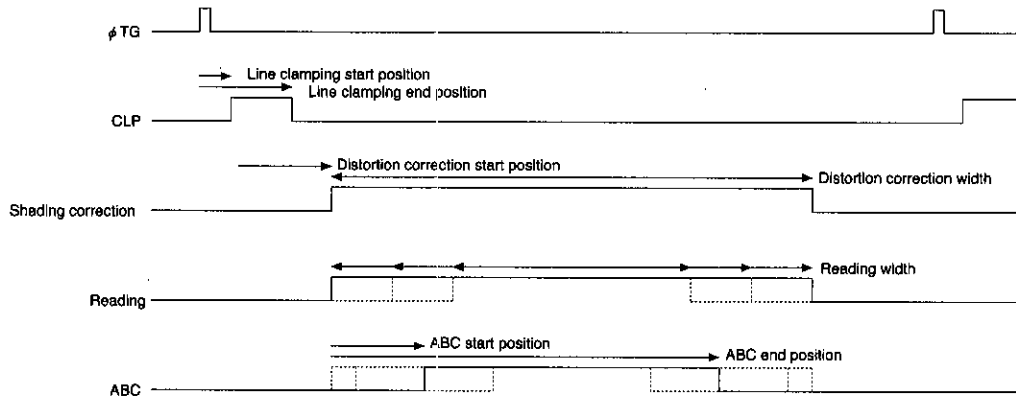 ϕ TG
Line clamping start position
Line clamping end position
CLP
Distortion correction start position
Distortion correction width
Shading correction
Reading width
Reading
ABC start position
ABC end position
ABC